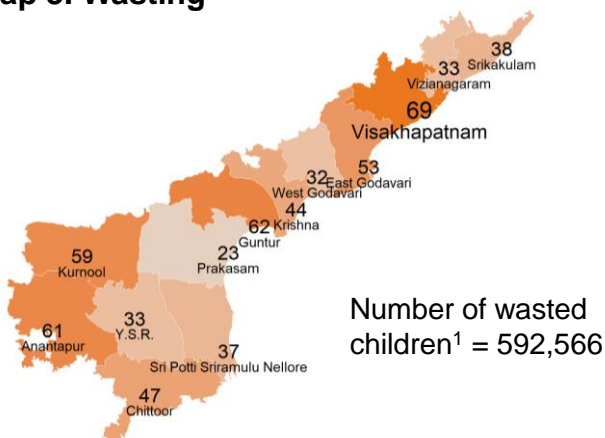 up of Wasting
38
Srikakulam
33
Vizianagaram
69
Visakhapatnam
53
East Godavari
32
West Godavari
44
Krishna
62
Guntur
23
Prakasam
59
Kurnool
33
Y.S.R.
61
Anantapur
37
Sri Potti Sriramulu Nellore
47
Chittoor
Number of wasted
children¹ = 592,566